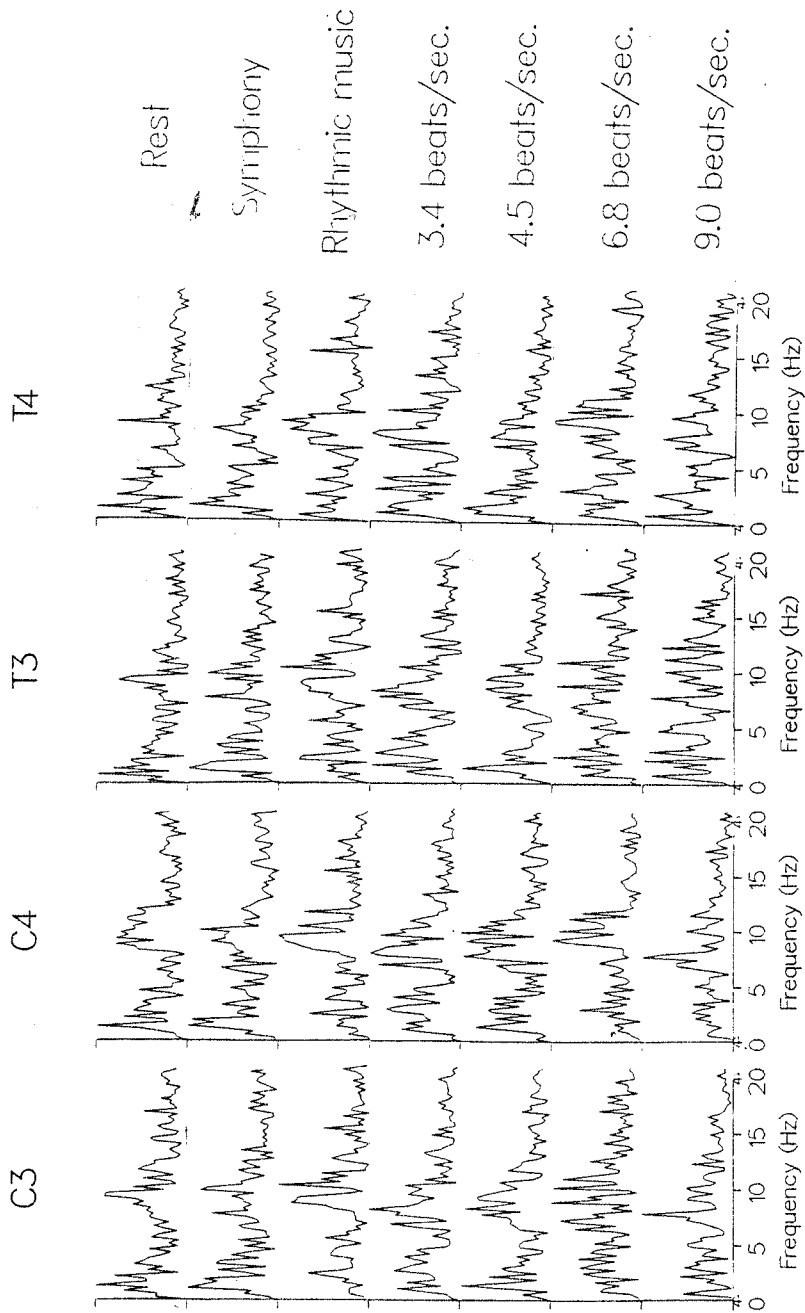 C3 C4 T3 T4
Rest
Symphony
Rhythmic music
3.4 beats/sec.
4.5 beats/sec.
6.8 beats/sec.
9.0 beats/sec.
0 5 10 15 20 0 5 10 15 20 0 5 10 15 20 0 5 10 15 20
Frequency (Hz) Frequency (Hz) Frequency (Hz) Frequency (Hz)